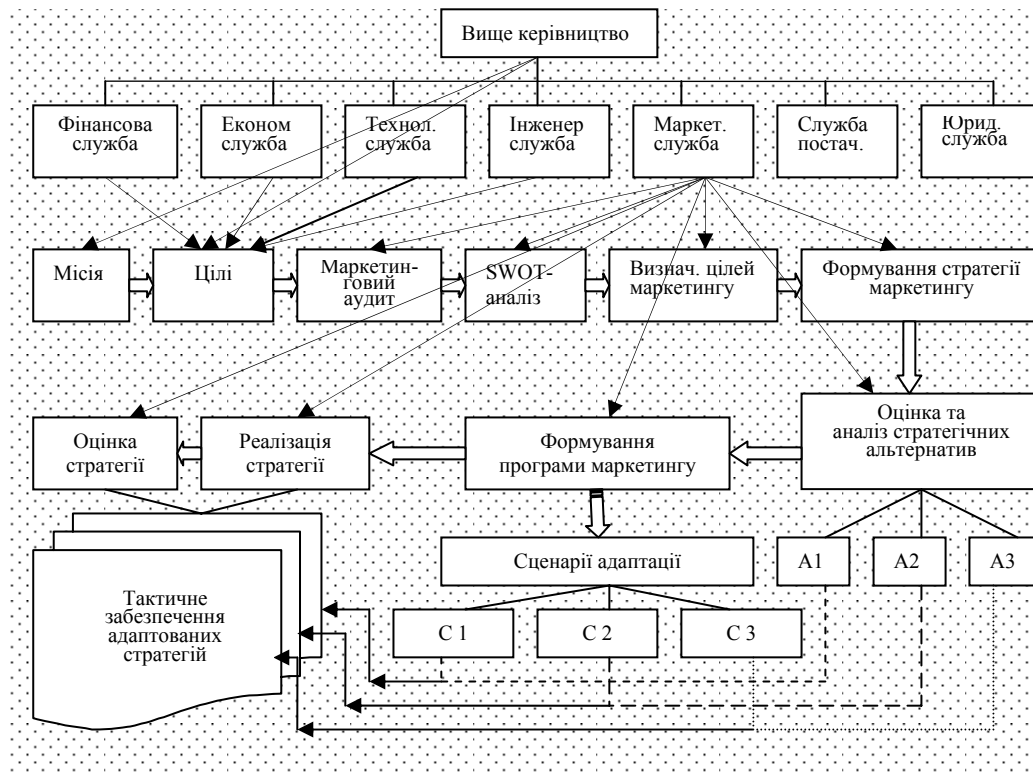 Вище керівництво
Фінансова
служба
Економ
служба
Технол.
служба
Інженер
служба
Маркет.
служба
Служба
постач.
Юрид.
служба
Місія
Цілі
Маркетин-
говий
аудит
SWOT-
аналіз
Визнач. цілей
маркетингу
Формування стратегії
маркетингу
Оцінка
стратегії
Реалізація
стратегії
Формування
програми маркетингу
Оцінка та
аналіз стратегічних
альтернатив
Сценарії адаптації
А1
А2
А3
С 1
С 2
С 3
Тактичне
забезпечення
адаптованих
стратегій